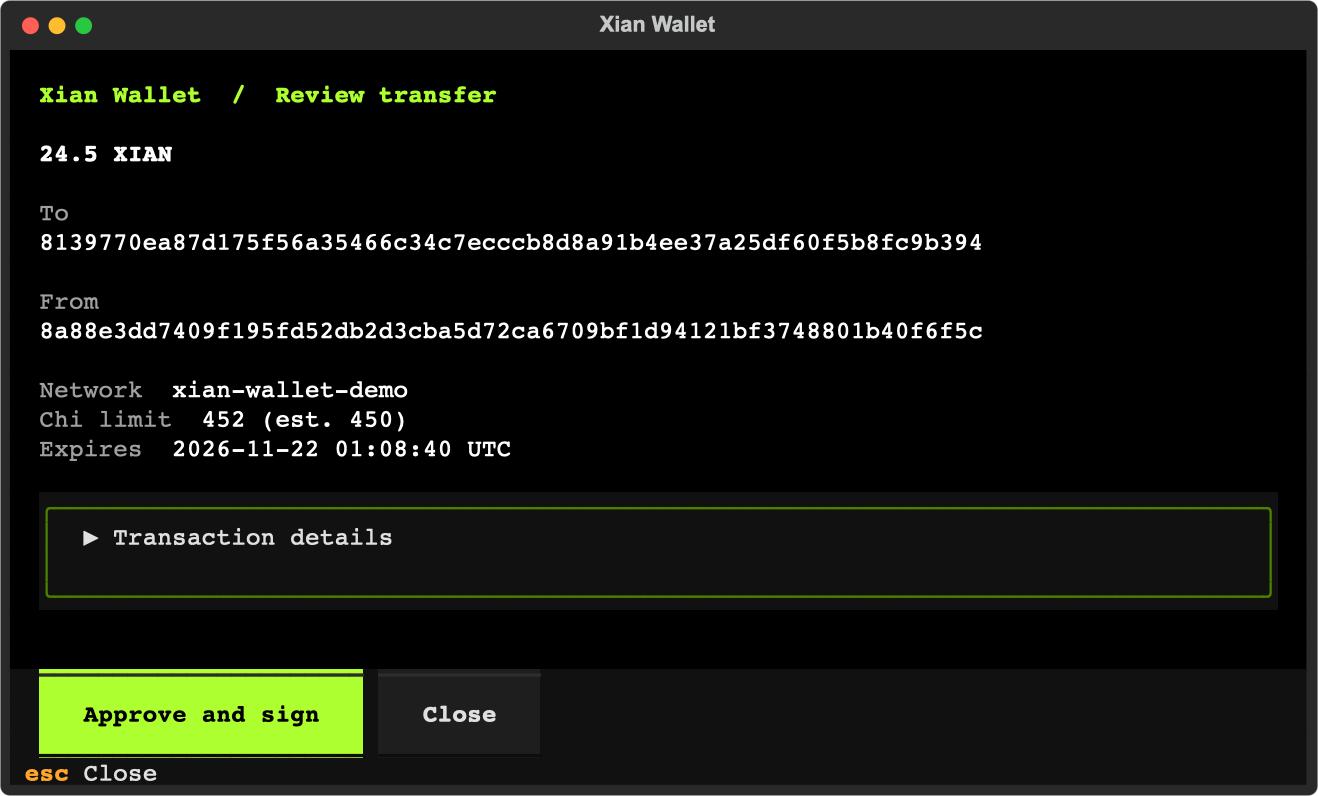 Xian Wallet
Xian Wallet / Review transfer
24.5 XIAN
To
8139770ea87d175f56a35466c34c7ecccb8d8a91b4ee37a25df60f5b8fc9b394
From
8a88e3dd7409f195fd52db2d3cba5d72ca6709bf1d94121bf3748801b40f6f5c
Network xian-wallet-demo
Chi limit 452 (est. 450)
Expires 2026-11-22 01:08:40 UTC
▶ Transaction details
Approve and sign Close
esc Close